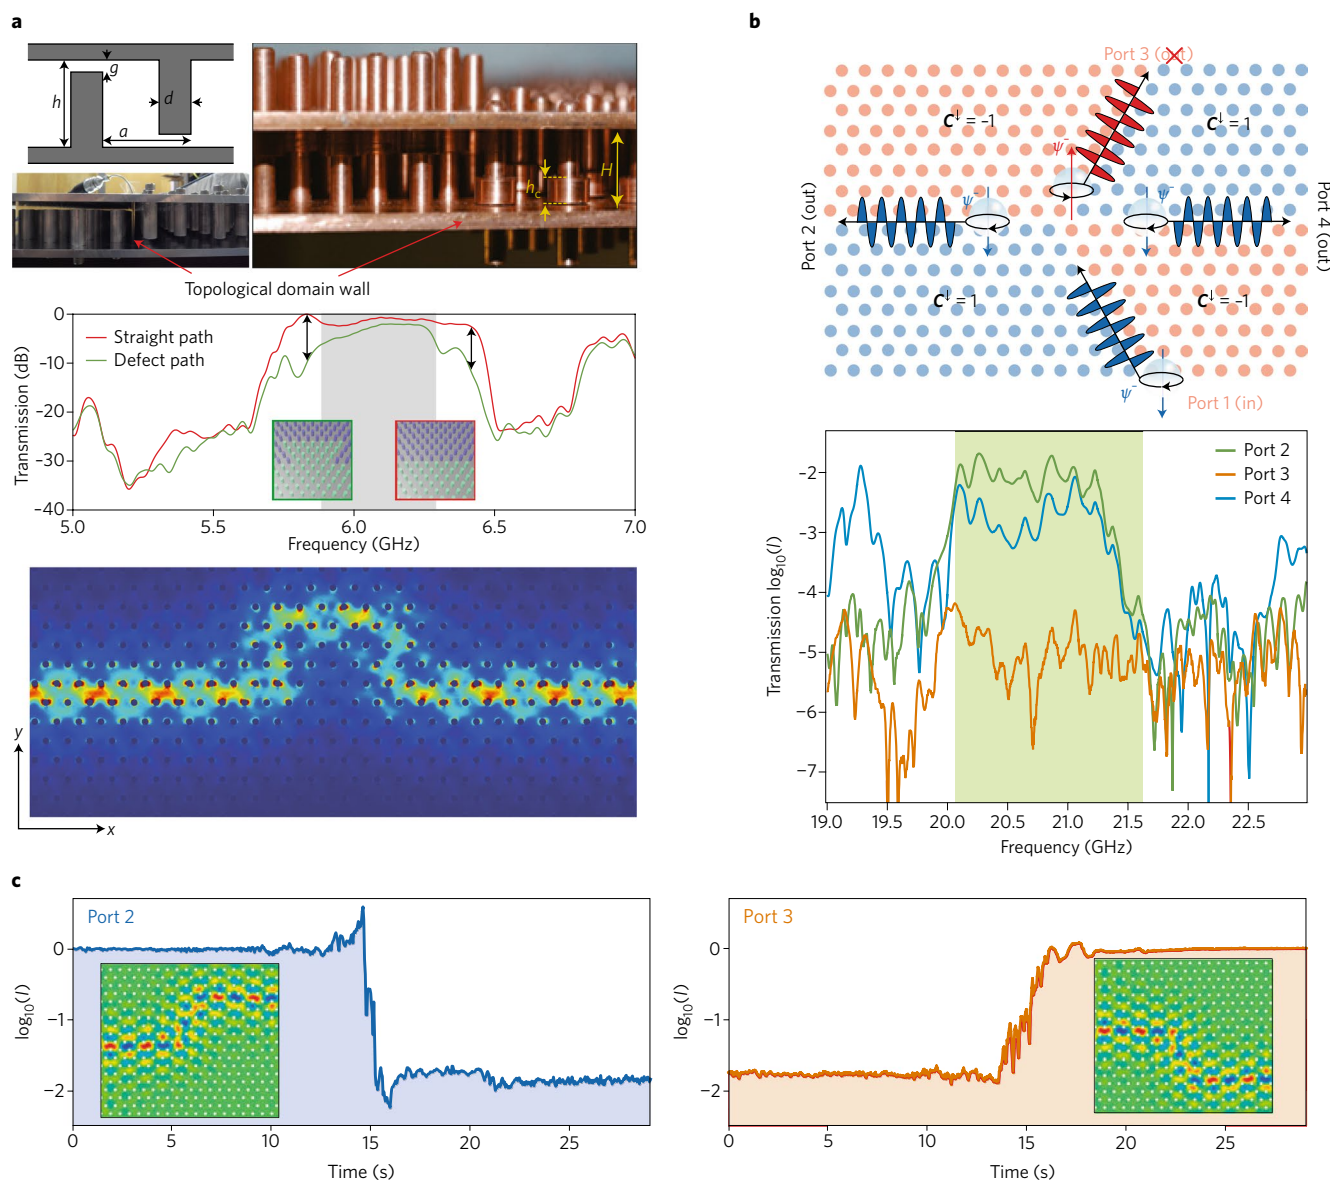 a
g
h
d
a
H
hc
Topological domain wall
0
−10
−20
−30
−40
Transmission (dB)
Straight path
Defect path
5.0 5.5 6.0 6.5 7.0
Frequency (GHz)
y
x
b
Port 3 (out)
C↓ = −1
C↓ = 1
ψ−
ψ−
ψ−
Port 2 (out)
Port 4 (out)
C↓ = 1
C↓ = −1
ψ−
Port 1 (in)
Port 2
Port 3
Port 4
−2
−3
−4
−5
−6
−7
Transmission log10(I)
19.0 19.5 20.0 20.5 21.0 21.5 22.0 22.5
Frequency (GHz)
c
Port 2
0
−1
−2
log10(I)
0 5 10 15 20 25
Time (s)
Port 3
0
−1
−2
log10(I)
0 5 10 15 20 25
Time (s)